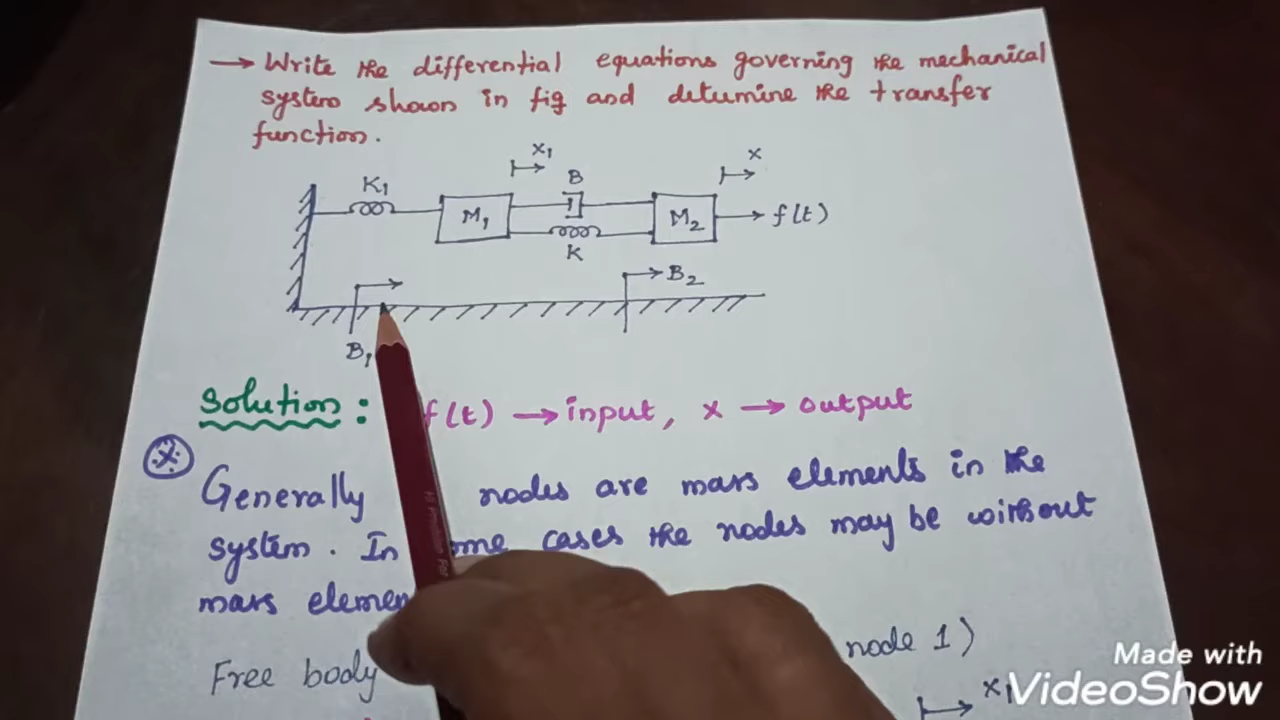 → Write the differential equations governing the mechanical
system shown in fig and detumine the transfer
function.
x₁
x
K₁
B
M₁
M₂
f(t)
K
B₂
B₁
Solution :
f(t) → input, x → output
Generally nodes are mass elements in the
system. In cases the nodes may be without
mass
Free body node 1)
x₁
Made with
VideoShow